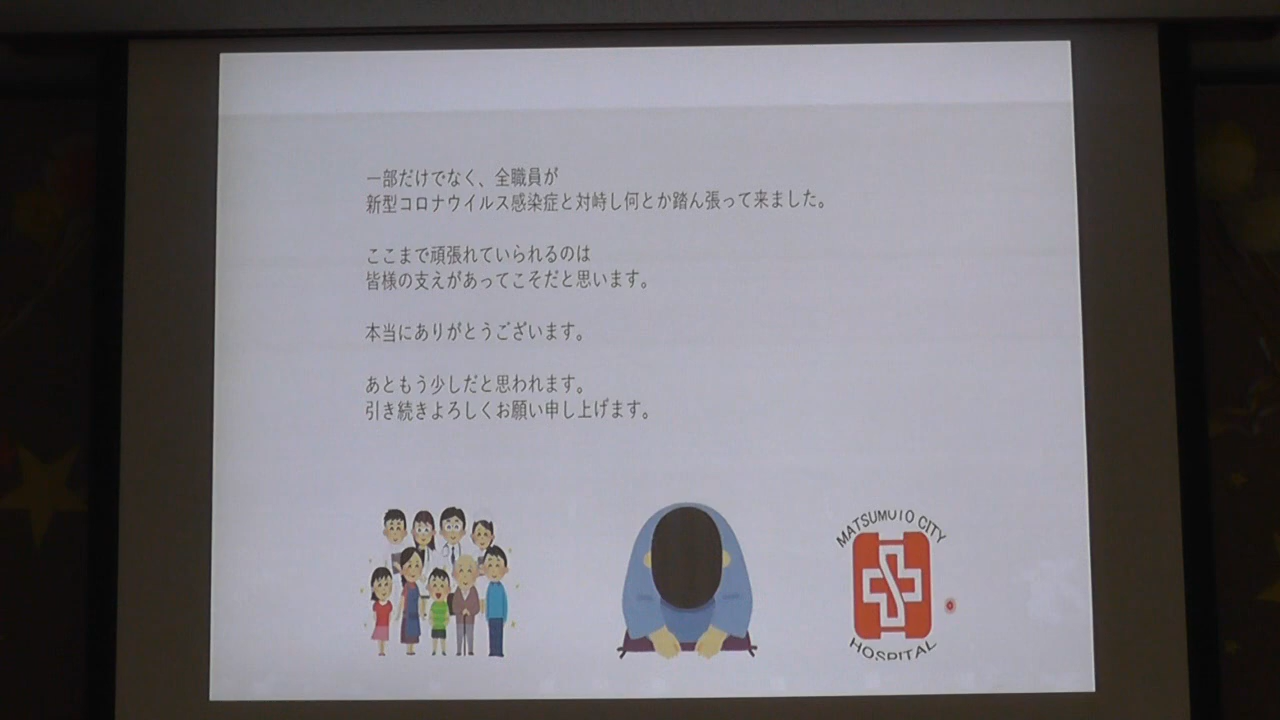 一部だけでなく、全職員が
新型コロナウイルス感染症と対峙し何とか踏ん張って来ました。
ここまで頑張れていられるのは
皆様の支えがあってこそだと思います。
本当にありがとうございます。
あともう少しだと思われます。
引き続きよろしくお願い申し上げます。
MATSUMOTO CITY
HOSPITAL